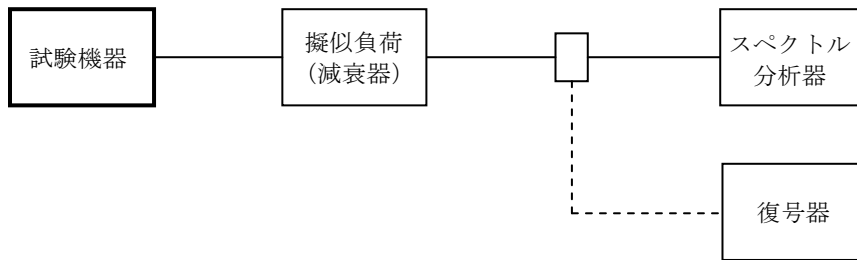 試験機器
擬似負荷
（減衰器）
スペクトル
分析器
復号器